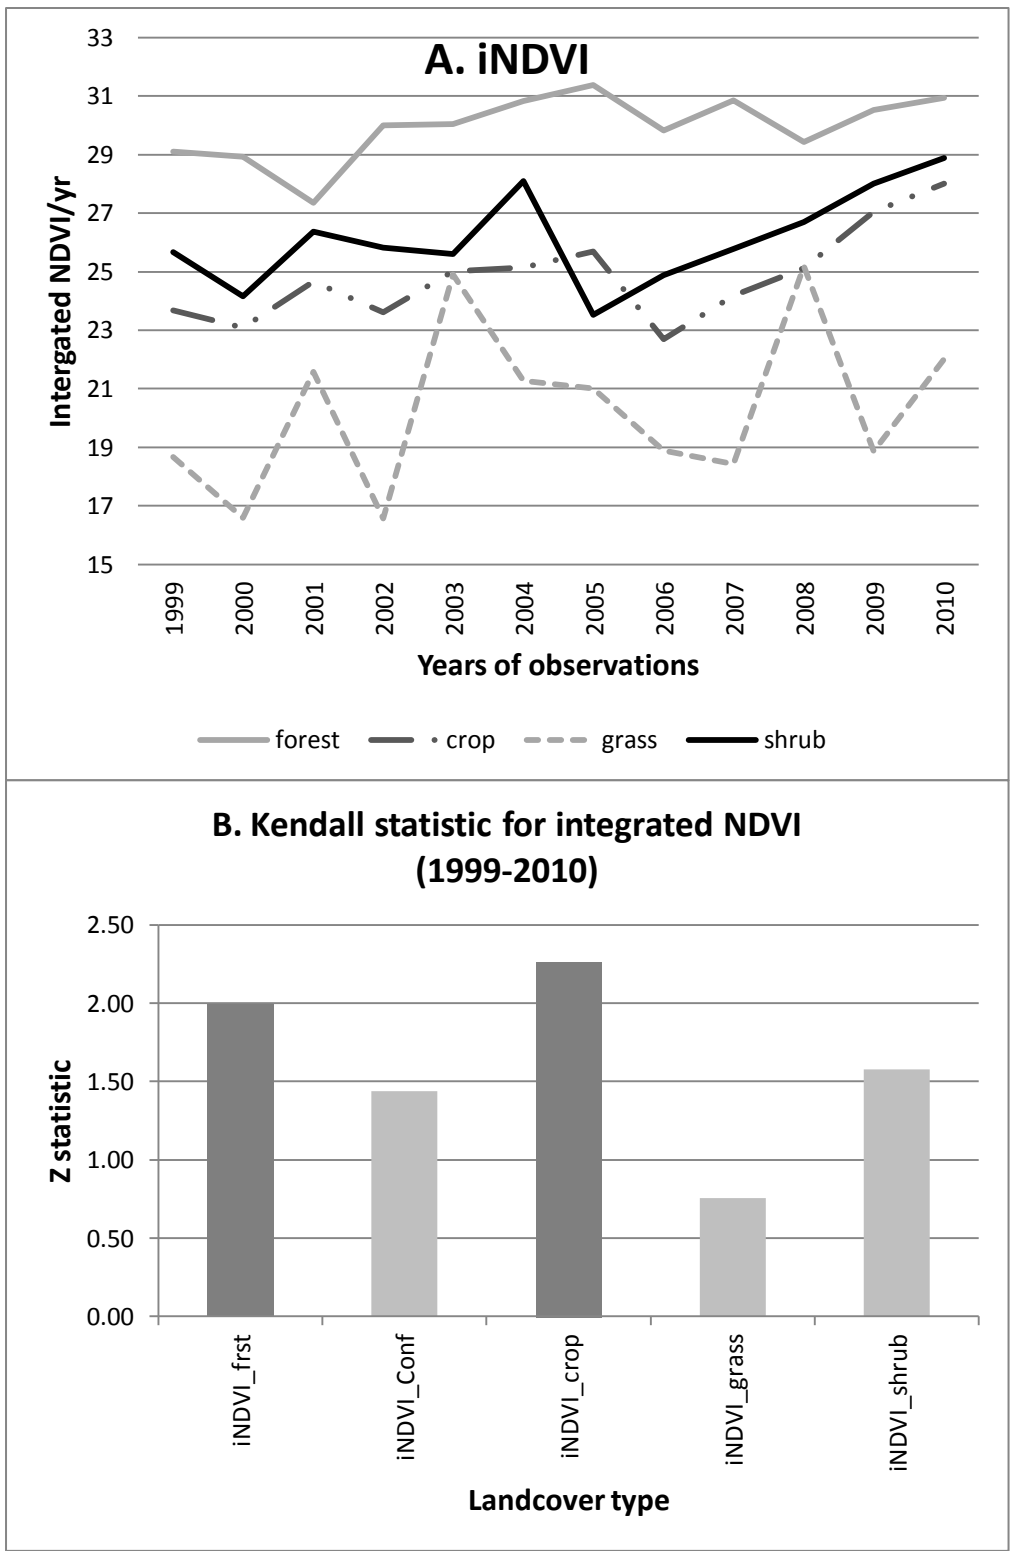 A. iNDVI
33
31
29
27
25
23
21
19
17
15
Intergated NDVI/yr
1999
2000
2001
2002
2003
2004
2005
2006
2007
2008
2009
2010
Years of observations
forest crop grass shrub
B. Kendall statistic for integrated NDVI
(1999-2010)
2.50
2.00
1.50
1.00
0.50
0.00
Z statistic
iNDVI_frst
iNDVI_Conf
iNDVI_crop
iNDVI_grass
iNDVI_shrub
Landcover type